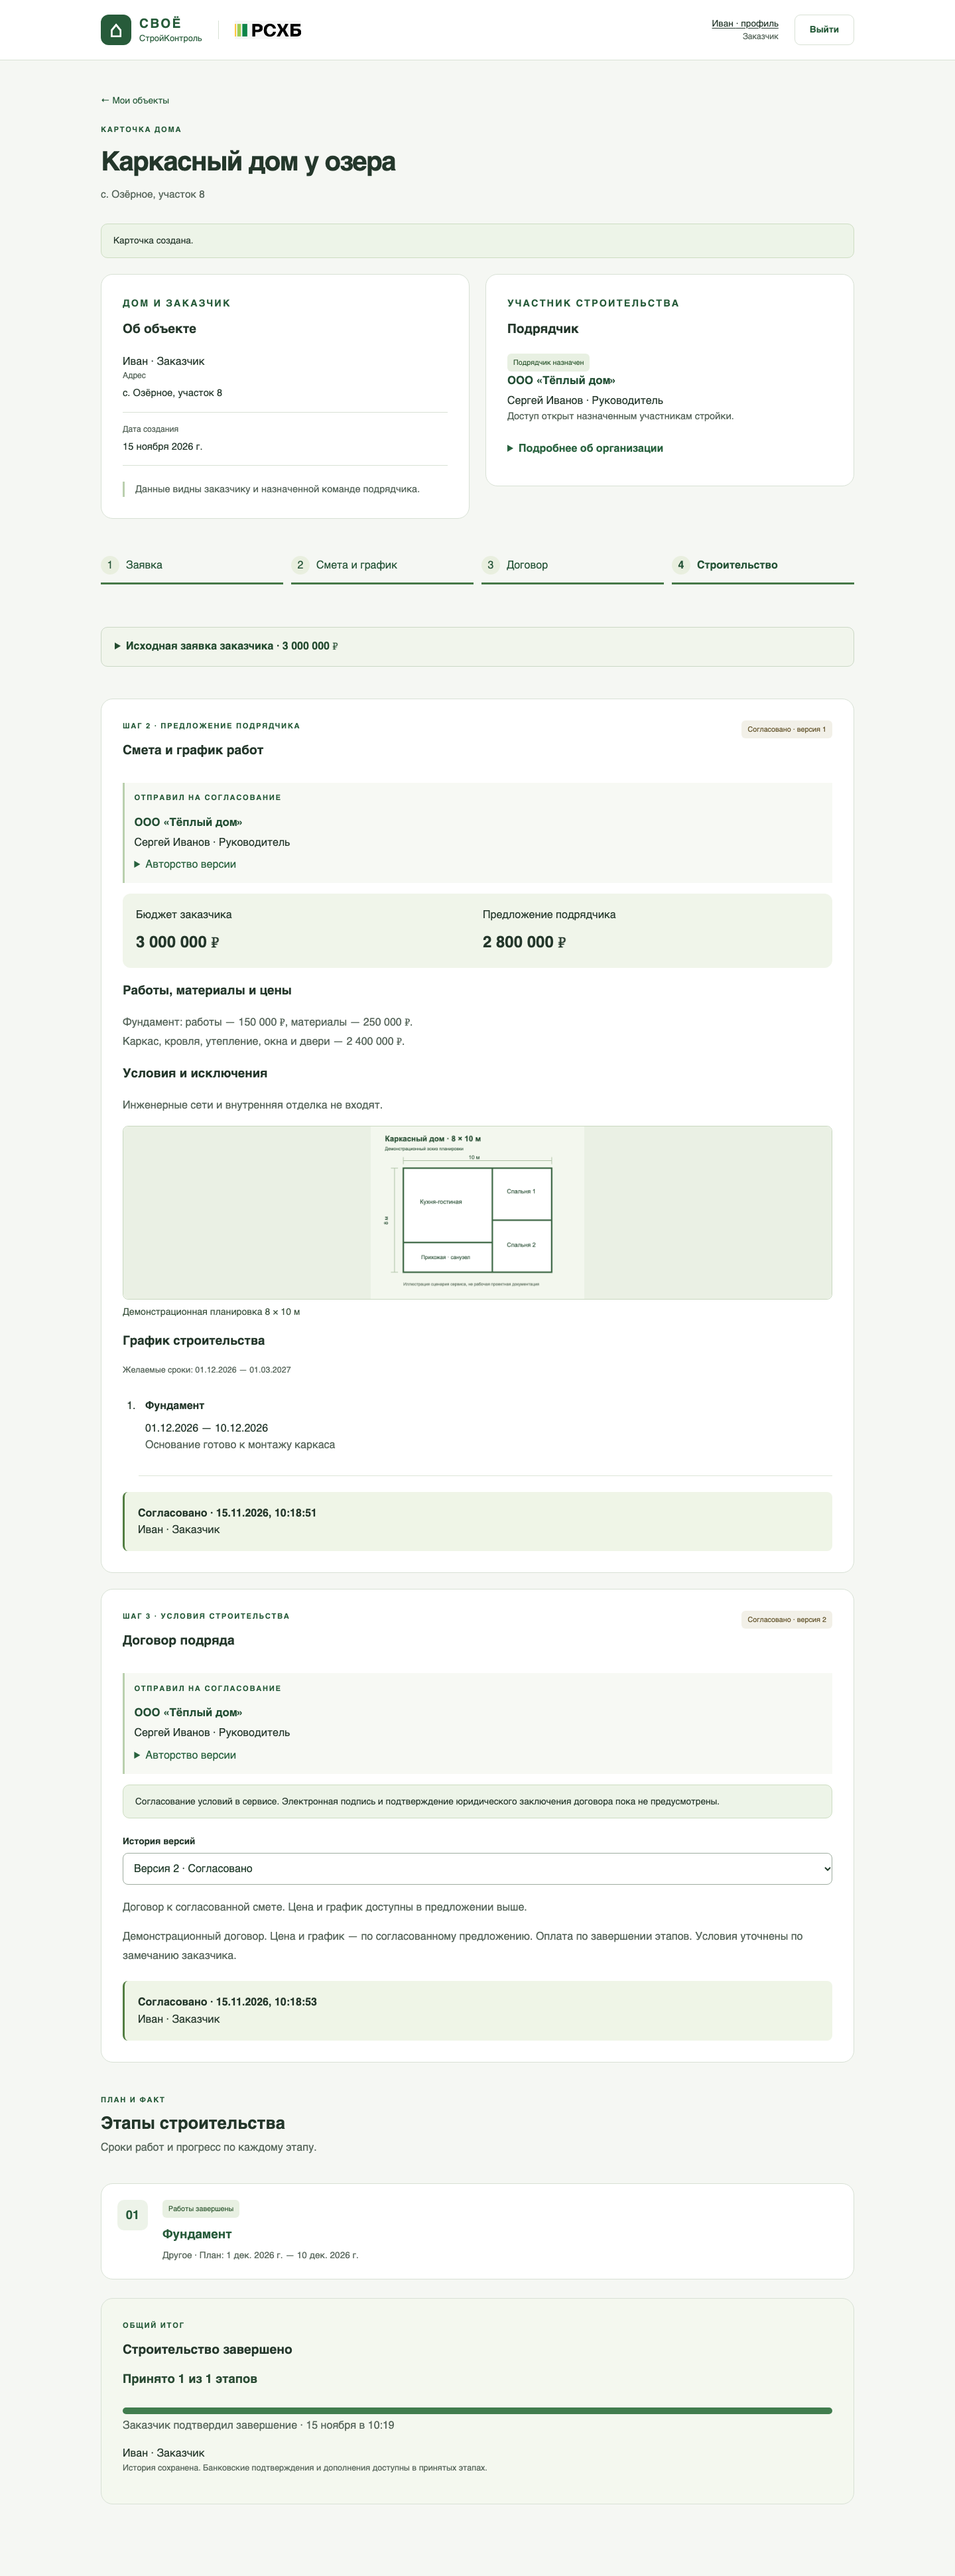 СВОЁ
СтройКонтроль
РСХБ
Иван · профиль
Заказчик
Выйти
← Мои объекты
КАРТОЧКА ДОМА
Каркасный дом у озера
с. Озёрное, участок 8
Карточка создана.
ДОМ И ЗАКАЗЧИК
Об объекте
Иван · Заказчик
Адрес
с. Озёрное, участок 8
Дата создания
15 ноября 2026 г.
Данные видны заказчику и назначенной команде подрядчика.
УЧАСТНИК СТРОИТЕЛЬСТВА
Подрядчик
Подрядчик назначен
ООО «Тёплый дом»
Сергей Иванов · Руководитель
Доступ открыт назначенным участникам стройки.
▶ Подробнее об организации
1 Заявка
2 Смета и график
3 Договор
4 Строительство
▶ Исходная заявка заказчика · 3 000 000 ₽
ШАГ 2 · ПРЕДЛОЖЕНИЕ ПОДРЯДЧИКА
Смета и график работ
Согласовано · версия 1
ОТПРАВИЛ НА СОГЛАСОВАНИЕ
ООО «Тёплый дом»
Сергей Иванов · Руководитель
▶ Авторство версии
Бюджет заказчика
3 000 000 ₽
Предложение подрядчика
2 800 000 ₽
Работы, материалы и цены
Фундамент: работы — 150 000 ₽, материалы — 250 000 ₽.
Каркас, кровля, утепление, окна и двери — 2 400 000 ₽.
Условия и исключения
Инженерные сети и внутренняя отделка не входят.
Каркасный дом · 8 × 10 м
Демонстрационный эскиз планировки
10 м
8 м
Кухня-гостиная
Спальня 1
Спальня 2
Прихожая · санузел
Иллюстрация сценария сервиса, не рабочая проектная документация
Демонстрационная планировка 8 × 10 м
График строительства
Желаемые сроки: 01.12.2026 — 01.03.2027
1. Фундамент
01.12.2026 — 10.12.2026
Основание готово к монтажу каркаса
Согласовано · 15.11.2026, 10:18:51
Иван · Заказчик
ШАГ 3 · УСЛОВИЯ СТРОИТЕЛЬСТВА
Договор подряда
Согласовано · версия 2
ОТПРАВИЛ НА СОГЛАСОВАНИЕ
ООО «Тёплый дом»
Сергей Иванов · Руководитель
▶ Авторство версии
Согласование условий в сервисе. Электронная подпись и подтверждение юридического заключения договора пока не предусмотрены.
История версий
Версия 2 · Согласовано
Договор к согласованной смете. Цена и график доступны в предложении выше.
Демонстрационный договор. Цена и график — по согласованному предложению. Оплата по завершении этапов. Условия уточнены по
замечанию заказчика.
Согласовано · 15.11.2026, 10:18:53
Иван · Заказчик
ПЛАН И ФАКТ
Этапы строительства
Сроки работ и прогресс по каждому этапу.
01
Работы завершены
Фундамент
Другое · План: 1 дек. 2026 г. — 10 дек. 2026 г.
ОБЩИЙ ИТОГ
Строительство завершено
Принято 1 из 1 этапов
Заказчик подтвердил завершение · 15 ноября в 10:19
Иван · Заказчик
История сохранена. Банковские подтверждения и дополнения доступны в принятых этапах.